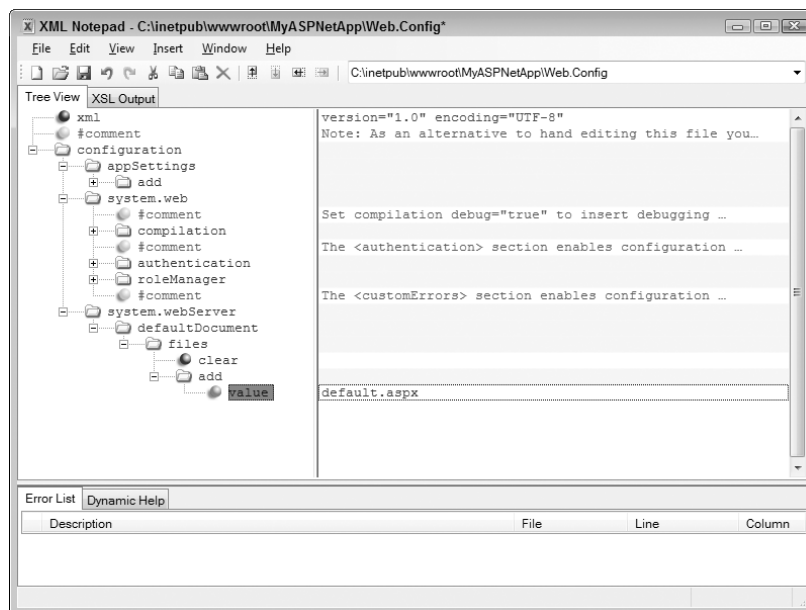 XML Notepad - C:\inetpub\wwwroot\MyASPNetApp\Web.Config*
File Edit View Insert Window Help
C:\inetpub\wwwroot\MyASPNetApp\Web.Config
Tree View XSL Output
xml version="1.0" encoding="UTF-8"
#comment Note: As an alternative to hand editing this file you…
configuration
appSettings
add
system.web
#comment Set compilation debug="true" to insert debugging …
compilation
#comment The <authentication> section enables configuration …
authentication
roleManager
#comment The <customErrors> section enables configuration …
system.webServer
defaultDocument
files
clear
add
value default.aspx
Error List Dynamic Help
Description File Line Column